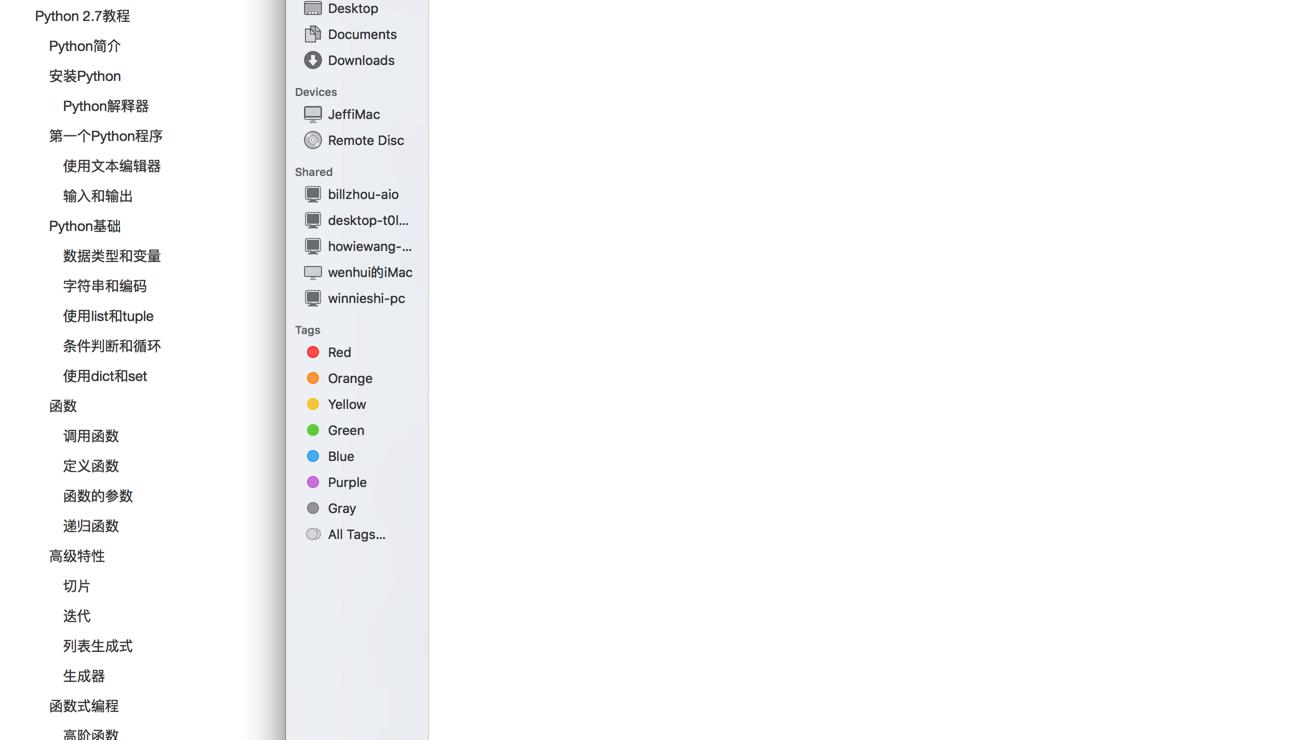 Python 2.7教程
Python简介
安装Python
Python解释器
第一个Python程序
使用文本编辑器
输入和输出
Python基础
数据类型和变量
字符串和编码
使用list和tuple
条件判断和循环
使用dict和set
函数
调用函数
定义函数
函数的参数
递归函数
高级特性
切片
迭代
列表生成式
生成器
函数式编程
高阶函数
Desktop
Documents
Downloads
Devices
JeffiMac
Remote Disc
Shared
billzhou-aio
desktop-t0l...
howiewang-...
wenhui的iMac
winnieshi-pc
Tags
Red
Orange
Yellow
Green
Blue
Purple
Gray
All Tags...